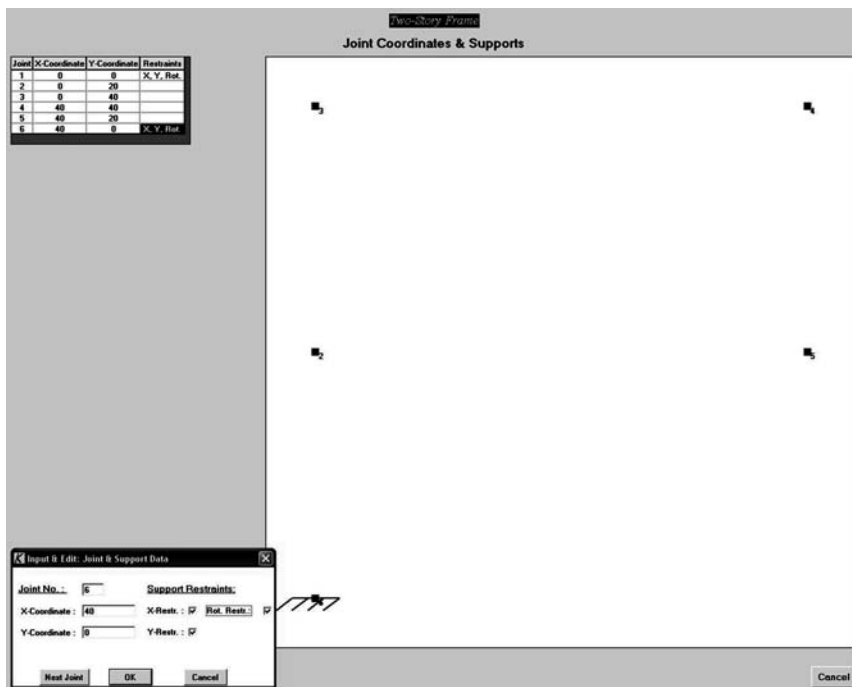 Two-Story Frame
Joint Coordinates & Supports
Joint X-Coordinate Y-Coordinate Restraints
1 0 0 X, Y, Rot.
2 0 20
3 0 40
4 40 40
5 40 20
6 40 0 X, Y, Rot.
3 4
2 5
Input & Edit: Joint & Support Data
Joint No. : 6 Support Restraints:
X-Coordinate : 40 X-Restr. : Rot. Restr.:
Y-Coordinate : 0 Y-Restr. :
Next Joint OK Cancel
Cancel